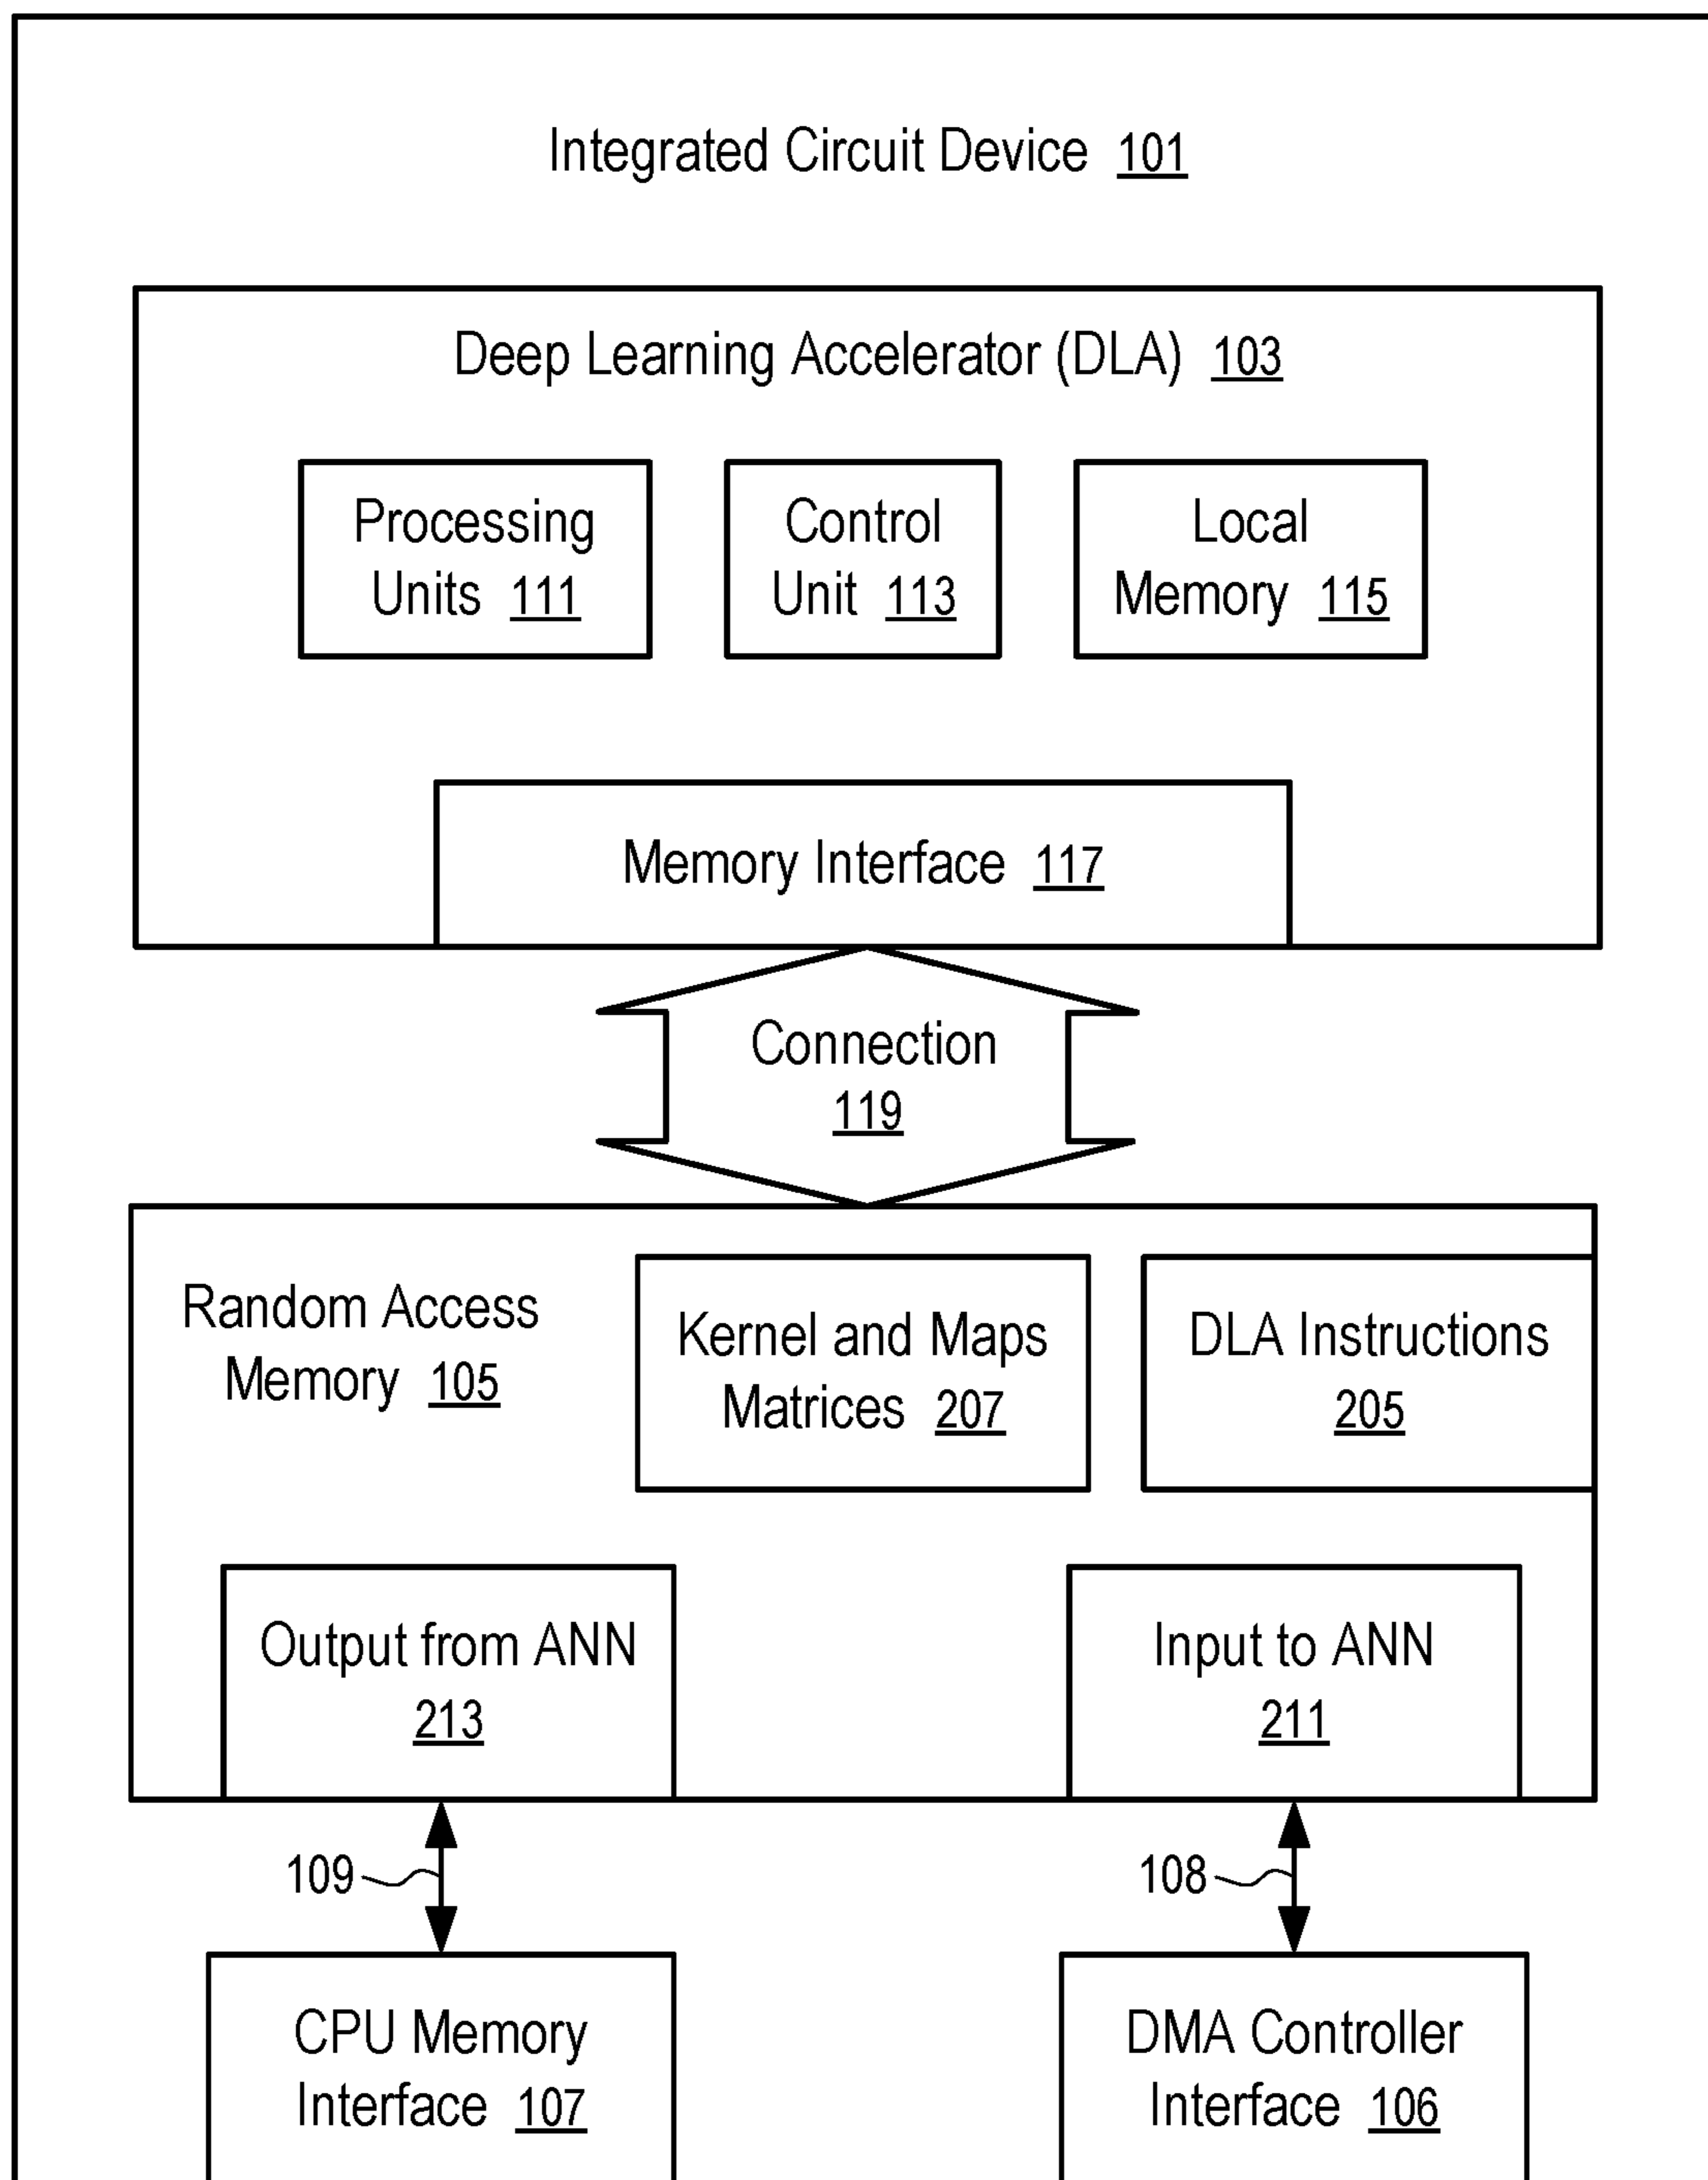 Integrated Circuit Device 101
Deep Learning Accelerator (DLA) 103
Processing
Units 111
Control
Unit 113
Local
Memory 115
Memory Interface 117
Connection
119
Random Access
Memory 105
Kernel and Maps
Matrices 207
DLA Instructions
205
Output from ANN
213
Input to ANN
211
109
108
CPU Memory
Interface 107
DMA Controller
Interface 106